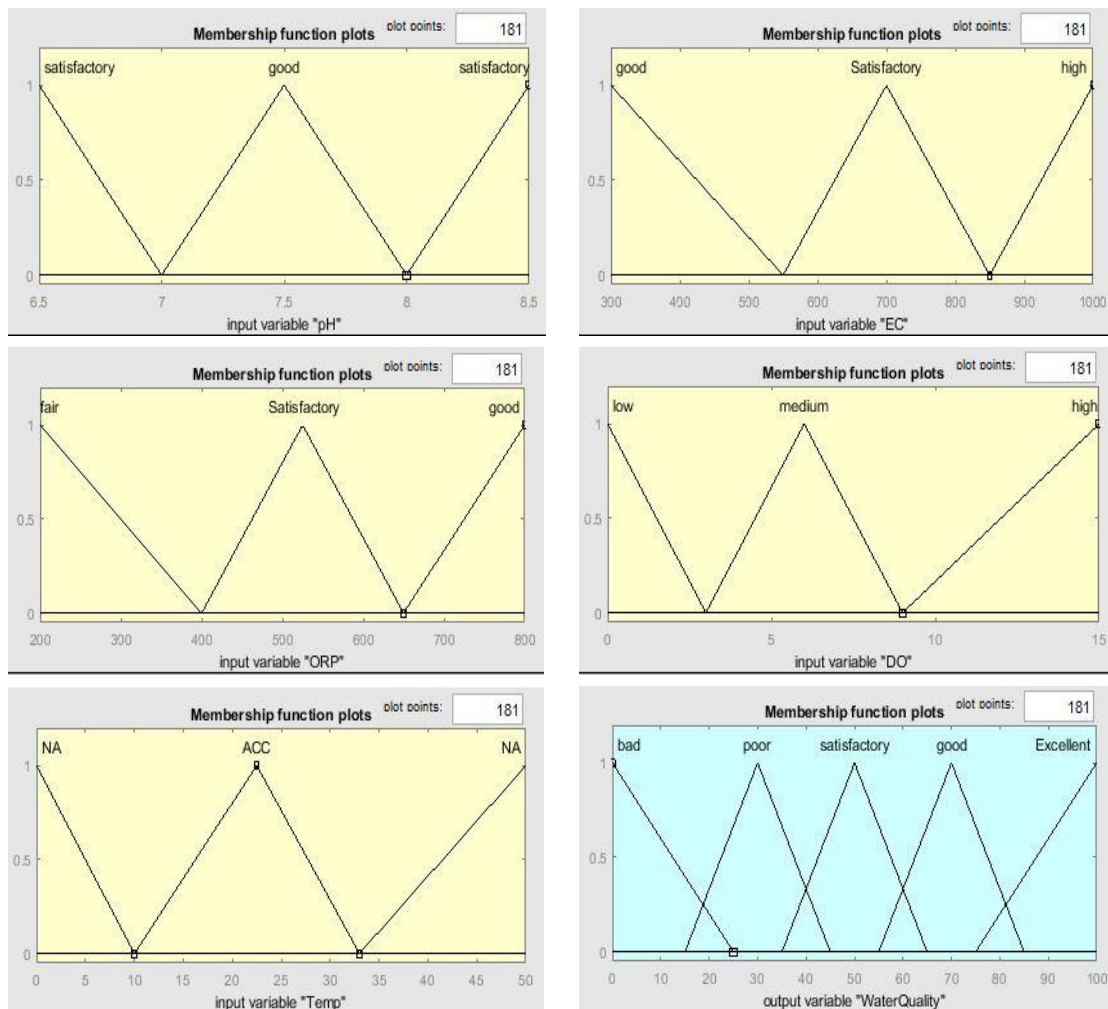 Membership function plots plot points: 181
satisfactory good satisfactory
1
0.5
0
6.5 7 7.5 8 8.5
input variable "pH"
Membership function plots plot points: 181
good Satisfactory high
1
0.5
0
300 400 500 600 700 800 900 1000
input variable "EC"
Membership function plots plot points: 181
fair Satisfactory good
1
0.5
0
200 300 400 500 600 700 800
input variable "ORP"
Membership function plots plot points: 181
low medium high
1
0.5
0
0 5 10 15
input variable "DO"
Membership function plots plot points: 181
NA ACC NA
1
0.5
0
0 5 10 15 20 25 30 35 40 45 50
input variable "Temp"
Membership function plots plot points: 181
bad poor satisfactory good Excellent
1
0.5
0
0 10 20 30 40 50 60 70 80 90 100
output variable "WaterQuality"